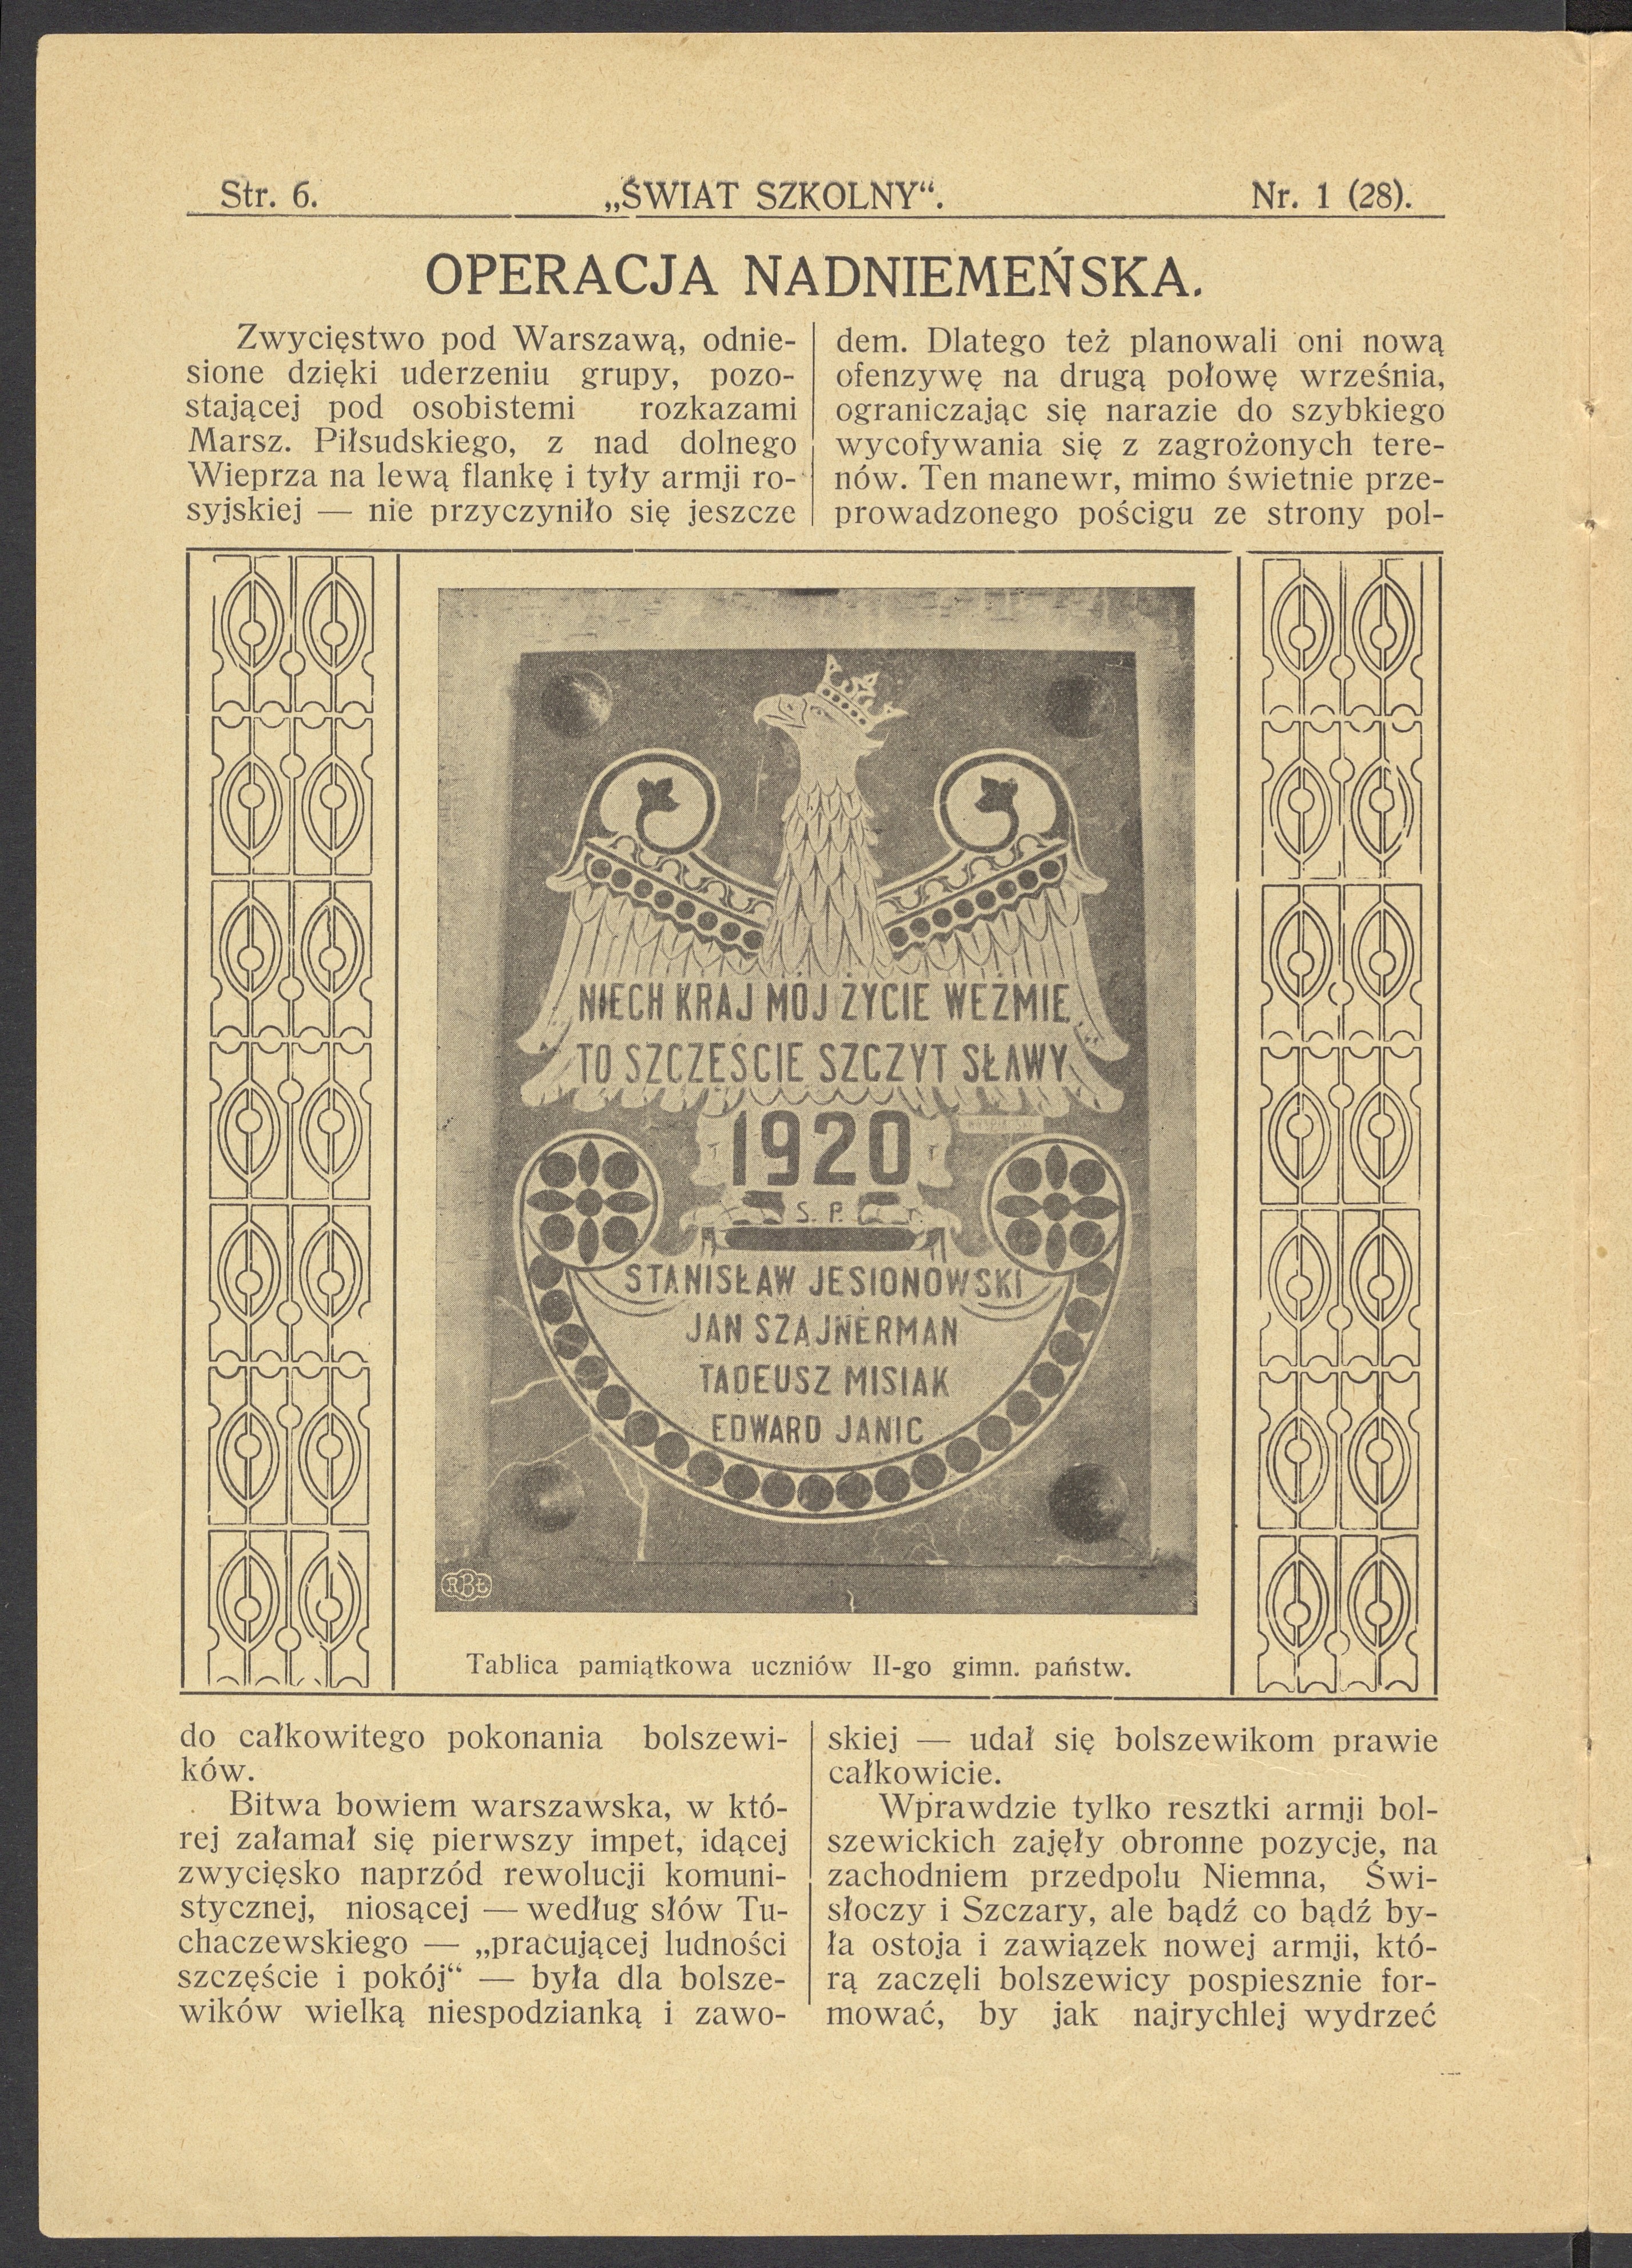 Str. 6.
„ŚWIAT SZKOLNY“.
Nr. 1 (28).
OPERACJA NADNIEMEŃSKA.
Zwycięstwo pod Warszawą, odnie-
sione dzięki uderzeniu grupy, pozo-
stającej pod osobistemi rozkazami
Marsz. Piłsudskiego, z nad dolnego
Wieprza na lewą flankę i tyły armji ro-
syjskiej — nie przyczyniło się jeszcze
dem. Dlatego też planowali oni nową
ofenzywę na drugą połowę września,
ograniczając się narazie do szybkiego
wycofywania się z zagrożonych tere-
nów. Ten manewr, mimo świetnie prze-
prowadzonego pościgu ze strony pol-
NIECH KRAJ MÓJ ŻYCIE WEŹMIE
TO SZCZĘŚCIE SZCZYT SŁAWY
1920
Ś. P.
STANISŁAW JESIONOWSKI
JAN SZAJNERMAN
TADEUSZ MISIAK
EDWARD JANIC
RBŁ
Tablica pamiątkowa uczniów II-go gimn. państw.
do całkowitego pokonania bolszewi-
ków.
Bitwa bowiem warszawska, w któ-
rej załamał się pierwszy impet, idącej
zwycięsko naprzód rewolucji komuni-
stycznej, niosącej — według słów Tu-
chaczewskiego — „pracującej ludności
szczęście i pokój“ — była dla bolsze-
wików wielką niespodzianką i zawo-
skiej — udał się bolszewikom prawie
całkowicie.
Wprawdzie tylko resztki armji bol-
szewickich zajęły obronne pozycje, na
zachodniem przedpolu Niemna, Świ-
słoczy i Szczary, ale bądź co bądź by-
ła ostoja i zawiązek nowej armji, któ-
rą zaczęli bolszewicy pospiesznie for-
mować, by jak najrychlej wydrzeć